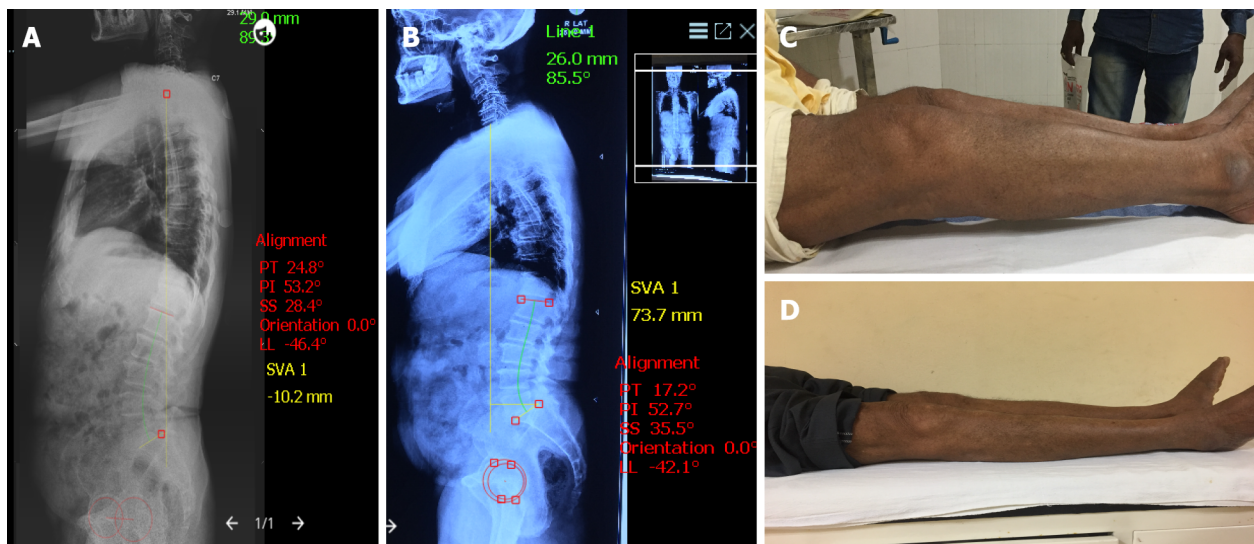 A
29.0 mm
C7
Alignment
PT 24.8°
PI 53.2°
SS 28.4°
Orientation 0.0°
LL -46.4°
SVA 1
-10.2 mm
1/1
B
R LAT
Line 1
26.0 mm
85.5°
SVA 1
73.7 mm
Alignment
PT 17.2°
PI 52.7°
SS 35.5°
Orientation 0.0°
LL -42.1°
C
D